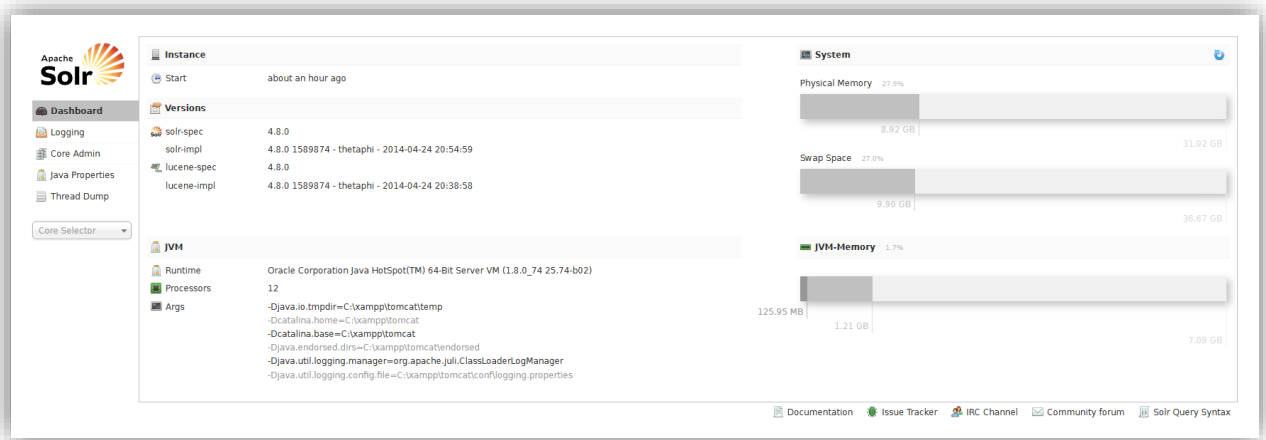 Apache
Solr
Dashboard
Logging
Core Admin
Java Properties
Thread Dump
Core Selector
Instance
Start about an hour ago
Versions
solr-spec 4.8.0
solr-impl 4.8.0 1589874 - thetaphi - 2014-04-24 20:54:59
lucene-spec 4.8.0
lucene-impl 4.8.0 1589874 - thetaphi - 2014-04-24 20:38:58
JVM
Runtime Oracle Corporation Java HotSpot(TM) 64-Bit Server VM (1.8.0_74 25.74-b02)
Processors 12
Args -Djava.io.tmpdir=C:\xampp\tomcat\temp
-Dcatalina.home=C:\xampp\tomcat
-Dcatalina.base=C:\xampp\tomcat
-Djava.endorsed.dirs=C:\xampp\tomcat\endorsed
-Djava.util.logging.manager=org.apache.juli.ClassLoaderLogManager
-Djava.util.logging.config.file=C:\xampp\tomcat\conf\logging.properties
System
Physical Memory 27.9%
8.92 GB
31.92 GB
Swap Space 27.0%
9.90 GB
36.67 GB
JVM-Memory 1.7%
125.95 MB
1.21 GB
7.09 GB
Documentation Issue Tracker IRC Channel Community forum Solr Query Syntax